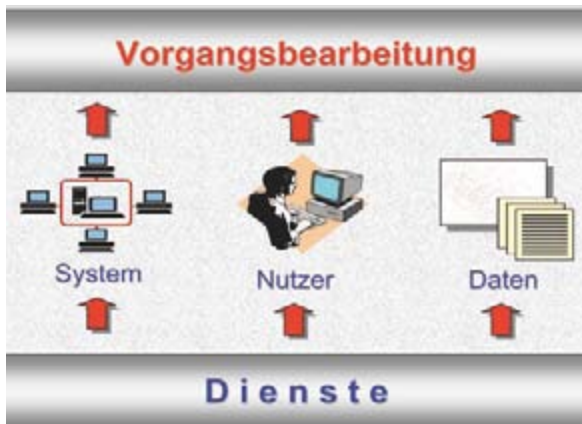 Vorgangsbearbeitung
System
Nutzer
Daten
Dienste